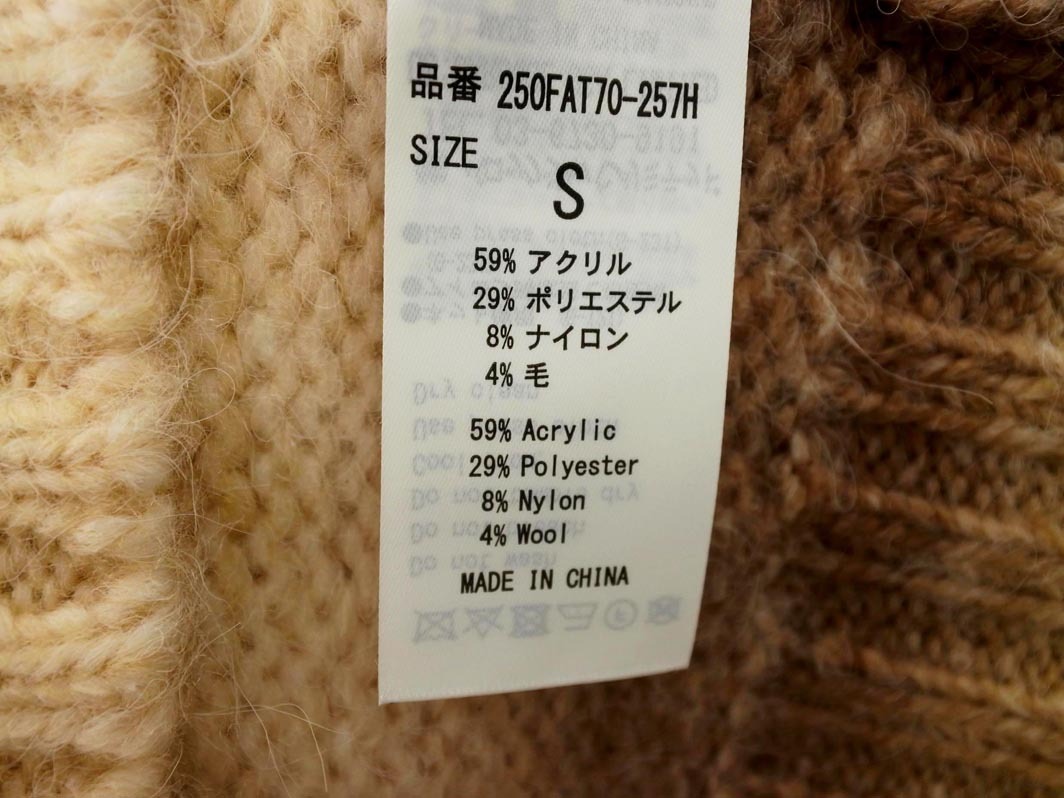 品番 250FAT70-257H
SIZE
S
59% アクリル
29% ポリエステル
8% ナイロン
4% 毛
59% Acrylic
29% Polyester
8% Nylon
4% Wool
MADE IN CHINA